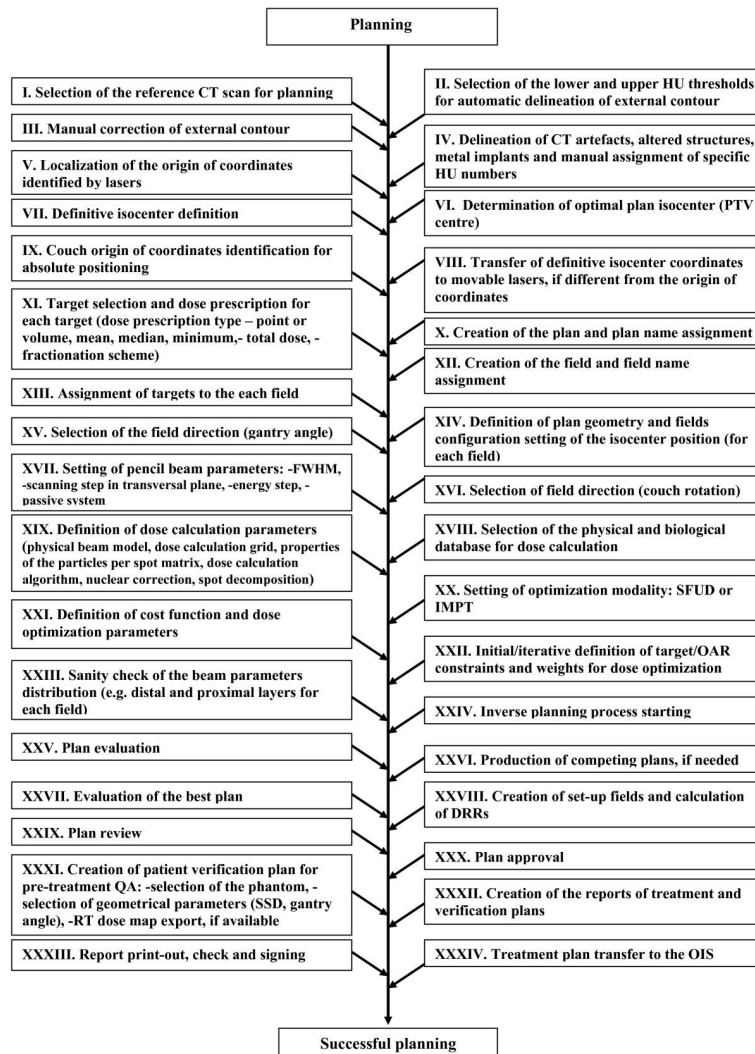 Planning
I. Selection of the reference CT scan for planning
II. Selection of the lower and upper HU thresholds
for automatic delineation of external contour
III. Manual correction of external contour
IV. Delineation of CT artefacts, altered structures,
metal implants and manual assignment of specific
HU numbers
V. Localization of the origin of coordinates
identified by lasers
VI. Determination of optimal plan isocenter (PTV
centre)
VII. Definitive isocenter definition
VIII. Transfer of definitive isocenter coordinates
to movable lasers, if different from the origin of
coordinates
IX. Couch origin of coordinates identification for
absolute positioning
X. Creation of the plan and plan name assignment
XI. Target selection and dose prescription for
each target (dose prescription type – point or
volume, mean, median, minimum,- total dose, -
fractionation scheme)
XII. Creation of the field and field name
assignment
XIII. Assignment of targets to the each field
XIV. Definition of plan geometry and fields
configuration setting of the isocenter position (for
each field)
XV. Selection of the field direction (gantry angle)
XVI. Selection of field direction (couch rotation)
XVII. Setting of pencil beam parameters: -FWHM,
-scanning step in transversal plane, -energy step, -
passive system
XVIII. Selection of the physical and biological
database for dose calculation
XIX. Definition of dose calculation parameters
(physical beam model, dose calculation grid, properties
of the particles per spot matrix, dose calculation
algorithm, nuclear correction, spot decomposition)
XX. Setting of optimization modality: SFUD or
IMPT
XXI. Definition of cost function and dose
optimization parameters
XXII. Initial/iterative definition of target/OAR
constraints and weights for dose optimization
XXIII. Sanity check of the beam parameters
distribution (e.g. distal and proximal layers for
each field)
XXIV. Inverse planning process starting
XXV. Plan evaluation
XXVI. Production of competing plans, if needed
XXVII. Evaluation of the best plan
XXVIII. Creation of set-up fields and calculation
of DRRs
XXIX. Plan review
XXX. Plan approval
XXXI. Creation of patient verification plan for
pre-treatment QA: -selection of the phantom, -
selection of geometrical parameters (SSD, gantry
angle), -RT dose map export, if available
XXXII. Creation of the reports of treatment and
verification plans
XXXIII. Report print-out, check and signing
XXXIV. Treatment plan transfer to the OIS
Successful planning